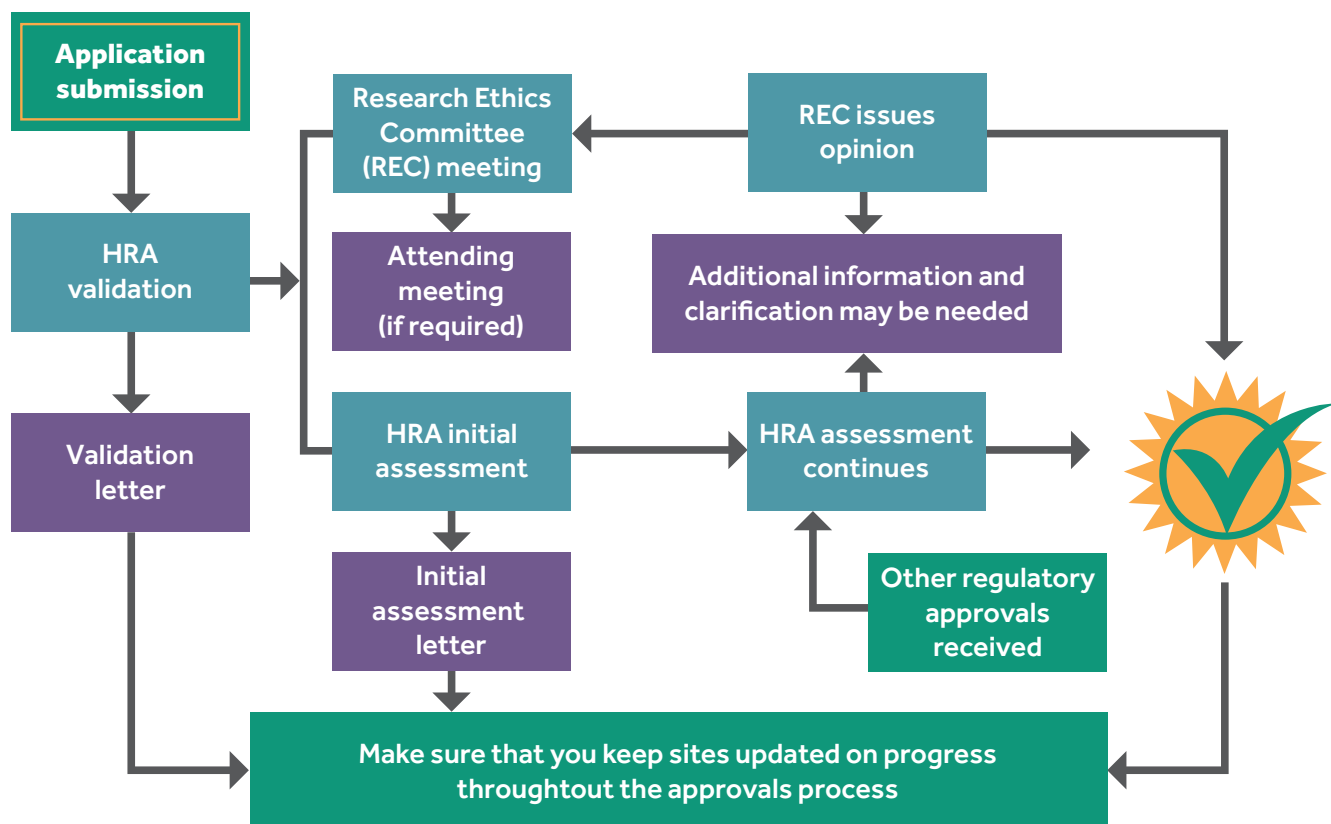 Application
submission
Research Ethics
Committee
(REC) meeting
REC issues
opinion
HRA
validation
Attending
meeting
(if required)
Additional information and
clarification may be needed
Validation
letter
HRA initial
assessment
HRA assessment
continues
Initial
assessment
letter
Other regulatory
approvals
received
Make sure that you keep sites updated on progress
throughtout the approvals process